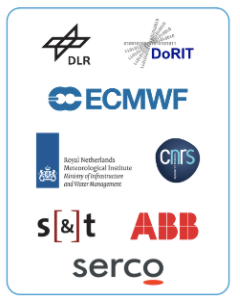 DLR
DoRIT
ECMWF
Royal Netherlands
Meteorological Institute
Ministry of Infrastructure
and Water Management
cnrs
s[&]t
ABB
serco